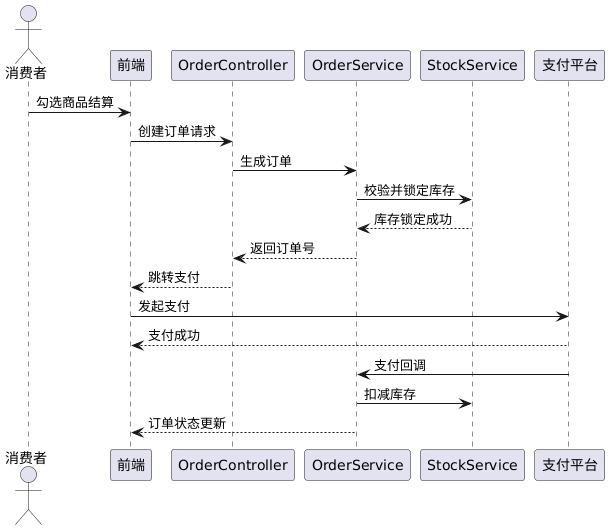 消费者
前端
OrderController
OrderService
StockService
支付平台
勾选商品结算
创建订单请求
生成订单
校验并锁定库存
库存锁定成功
返回订单号
跳转支付
发起支付
支付成功
支付回调
扣减库存
订单状态更新
消费者
前端
OrderController
OrderService
StockService
支付平台